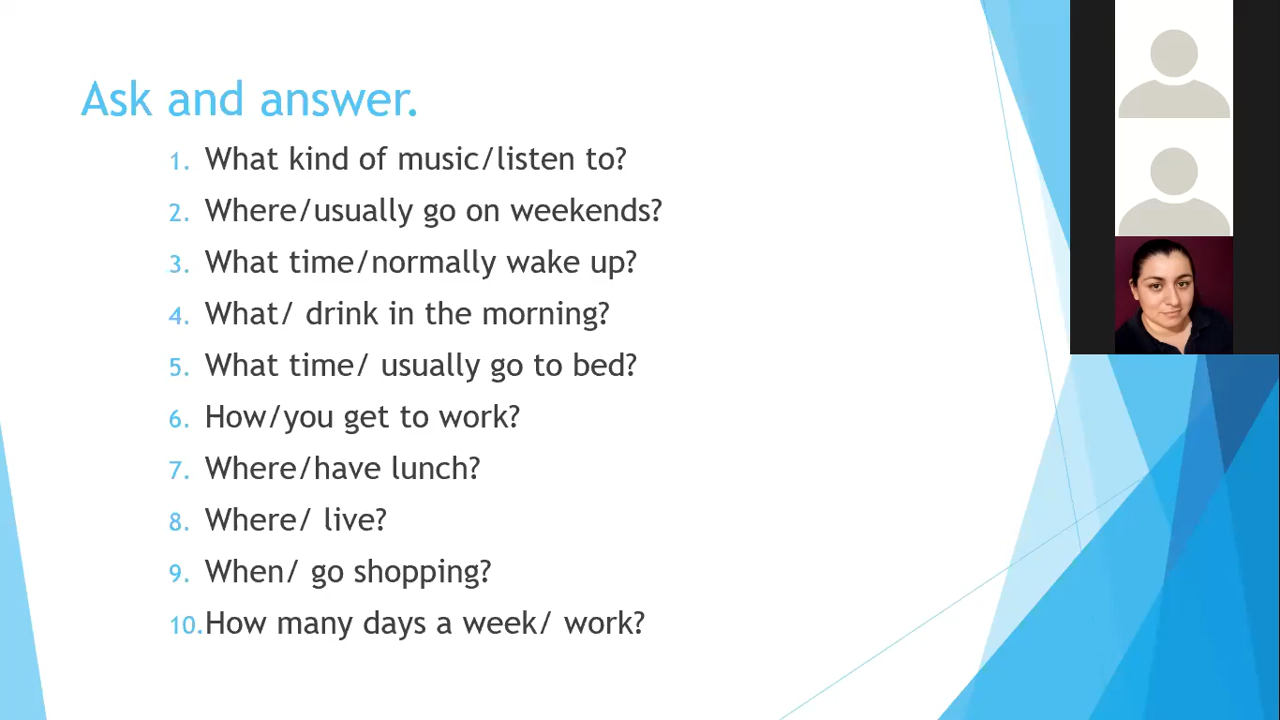 Ask and answer.
1. What kind of music/listen to?
2. Where/usually go on weekends?
3. What time/normally wake up?
4. What/ drink in the morning?
5. What time/ usually go to bed?
6. How/you get to work?
7. Where/have lunch?
8. Where/ live?
9. When/ go shopping?
10.How many days a week/ work?